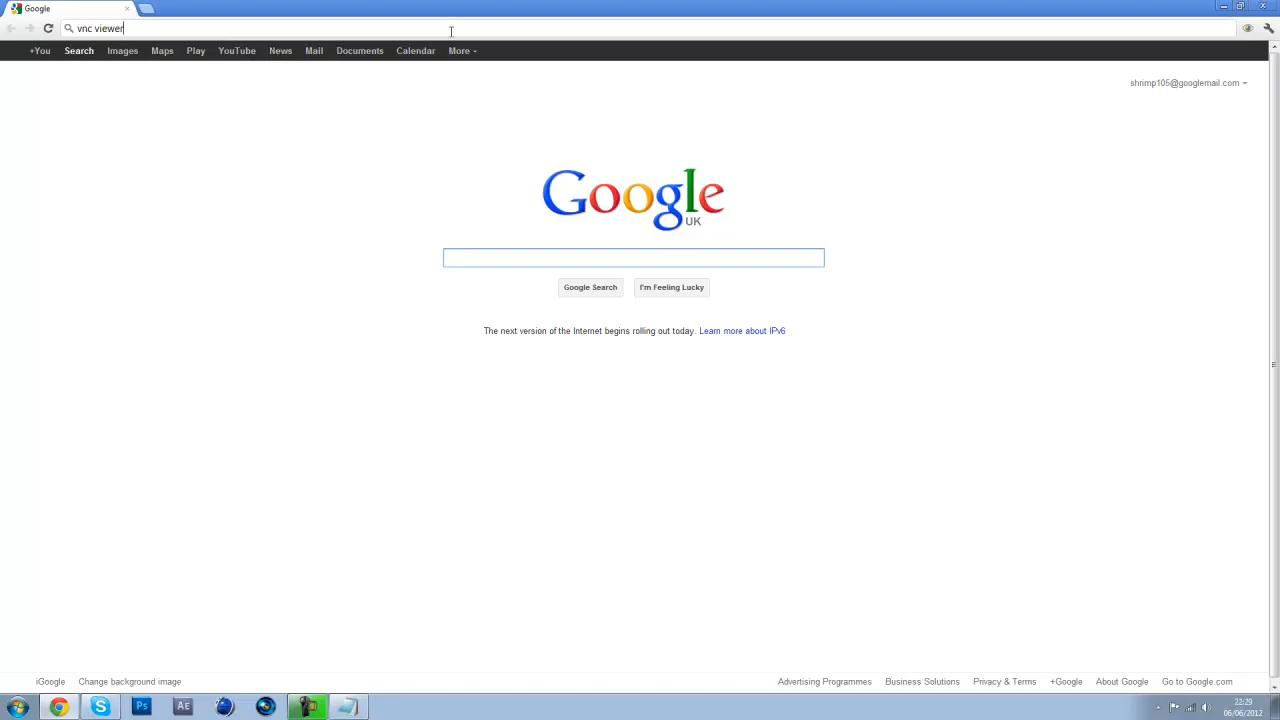 Google
vnc viewer
+You Search Images Maps Play YouTube News Mail Documents Calendar More
shrimp105@googlemail.com
Google
UK
Google Search I'm Feeling Lucky
The next version of the Internet begins rolling out today. Learn more about IPv6
iGoogle Change background image Advertising Programmes Business Solutions Privacy & Terms +Google About Google Go to Google.com
S Ps Ae 22:29
06/06/2012